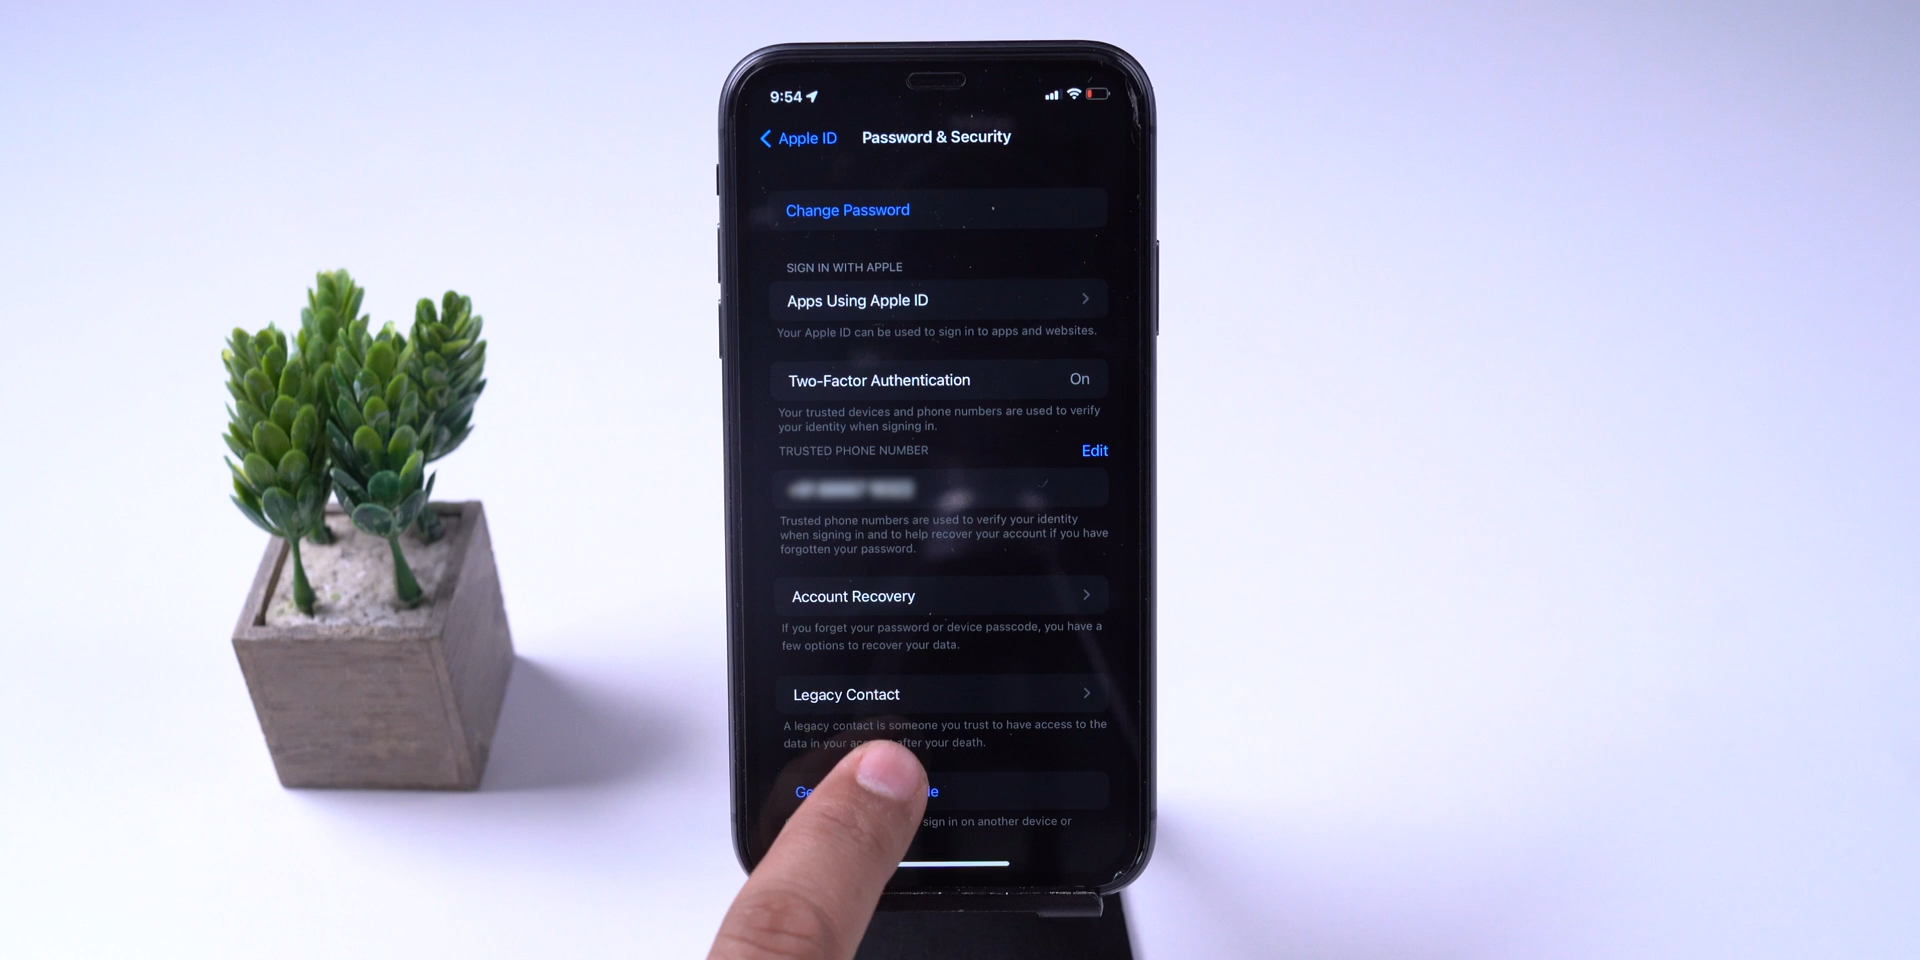 9:54
Apple ID Password & Security
Change Password
SIGN IN WITH APPLE
Apps Using Apple ID
Your Apple ID can be used to sign in to apps and websites.
Two-Factor Authentication On
Your trusted devices and phone numbers are used to verify
your identity when signing in.
TRUSTED PHONE NUMBER Edit
Trusted phone numbers are used to verify your identity
when signing in and to help recover your account if you have
forgotten your password.
Account Recovery
If you forget your password or device passcode, you have a
few options to recover your data.
Legacy Contact
A legacy contact is someone you trust to have access to the
data in your after your death.
sign in on another device or